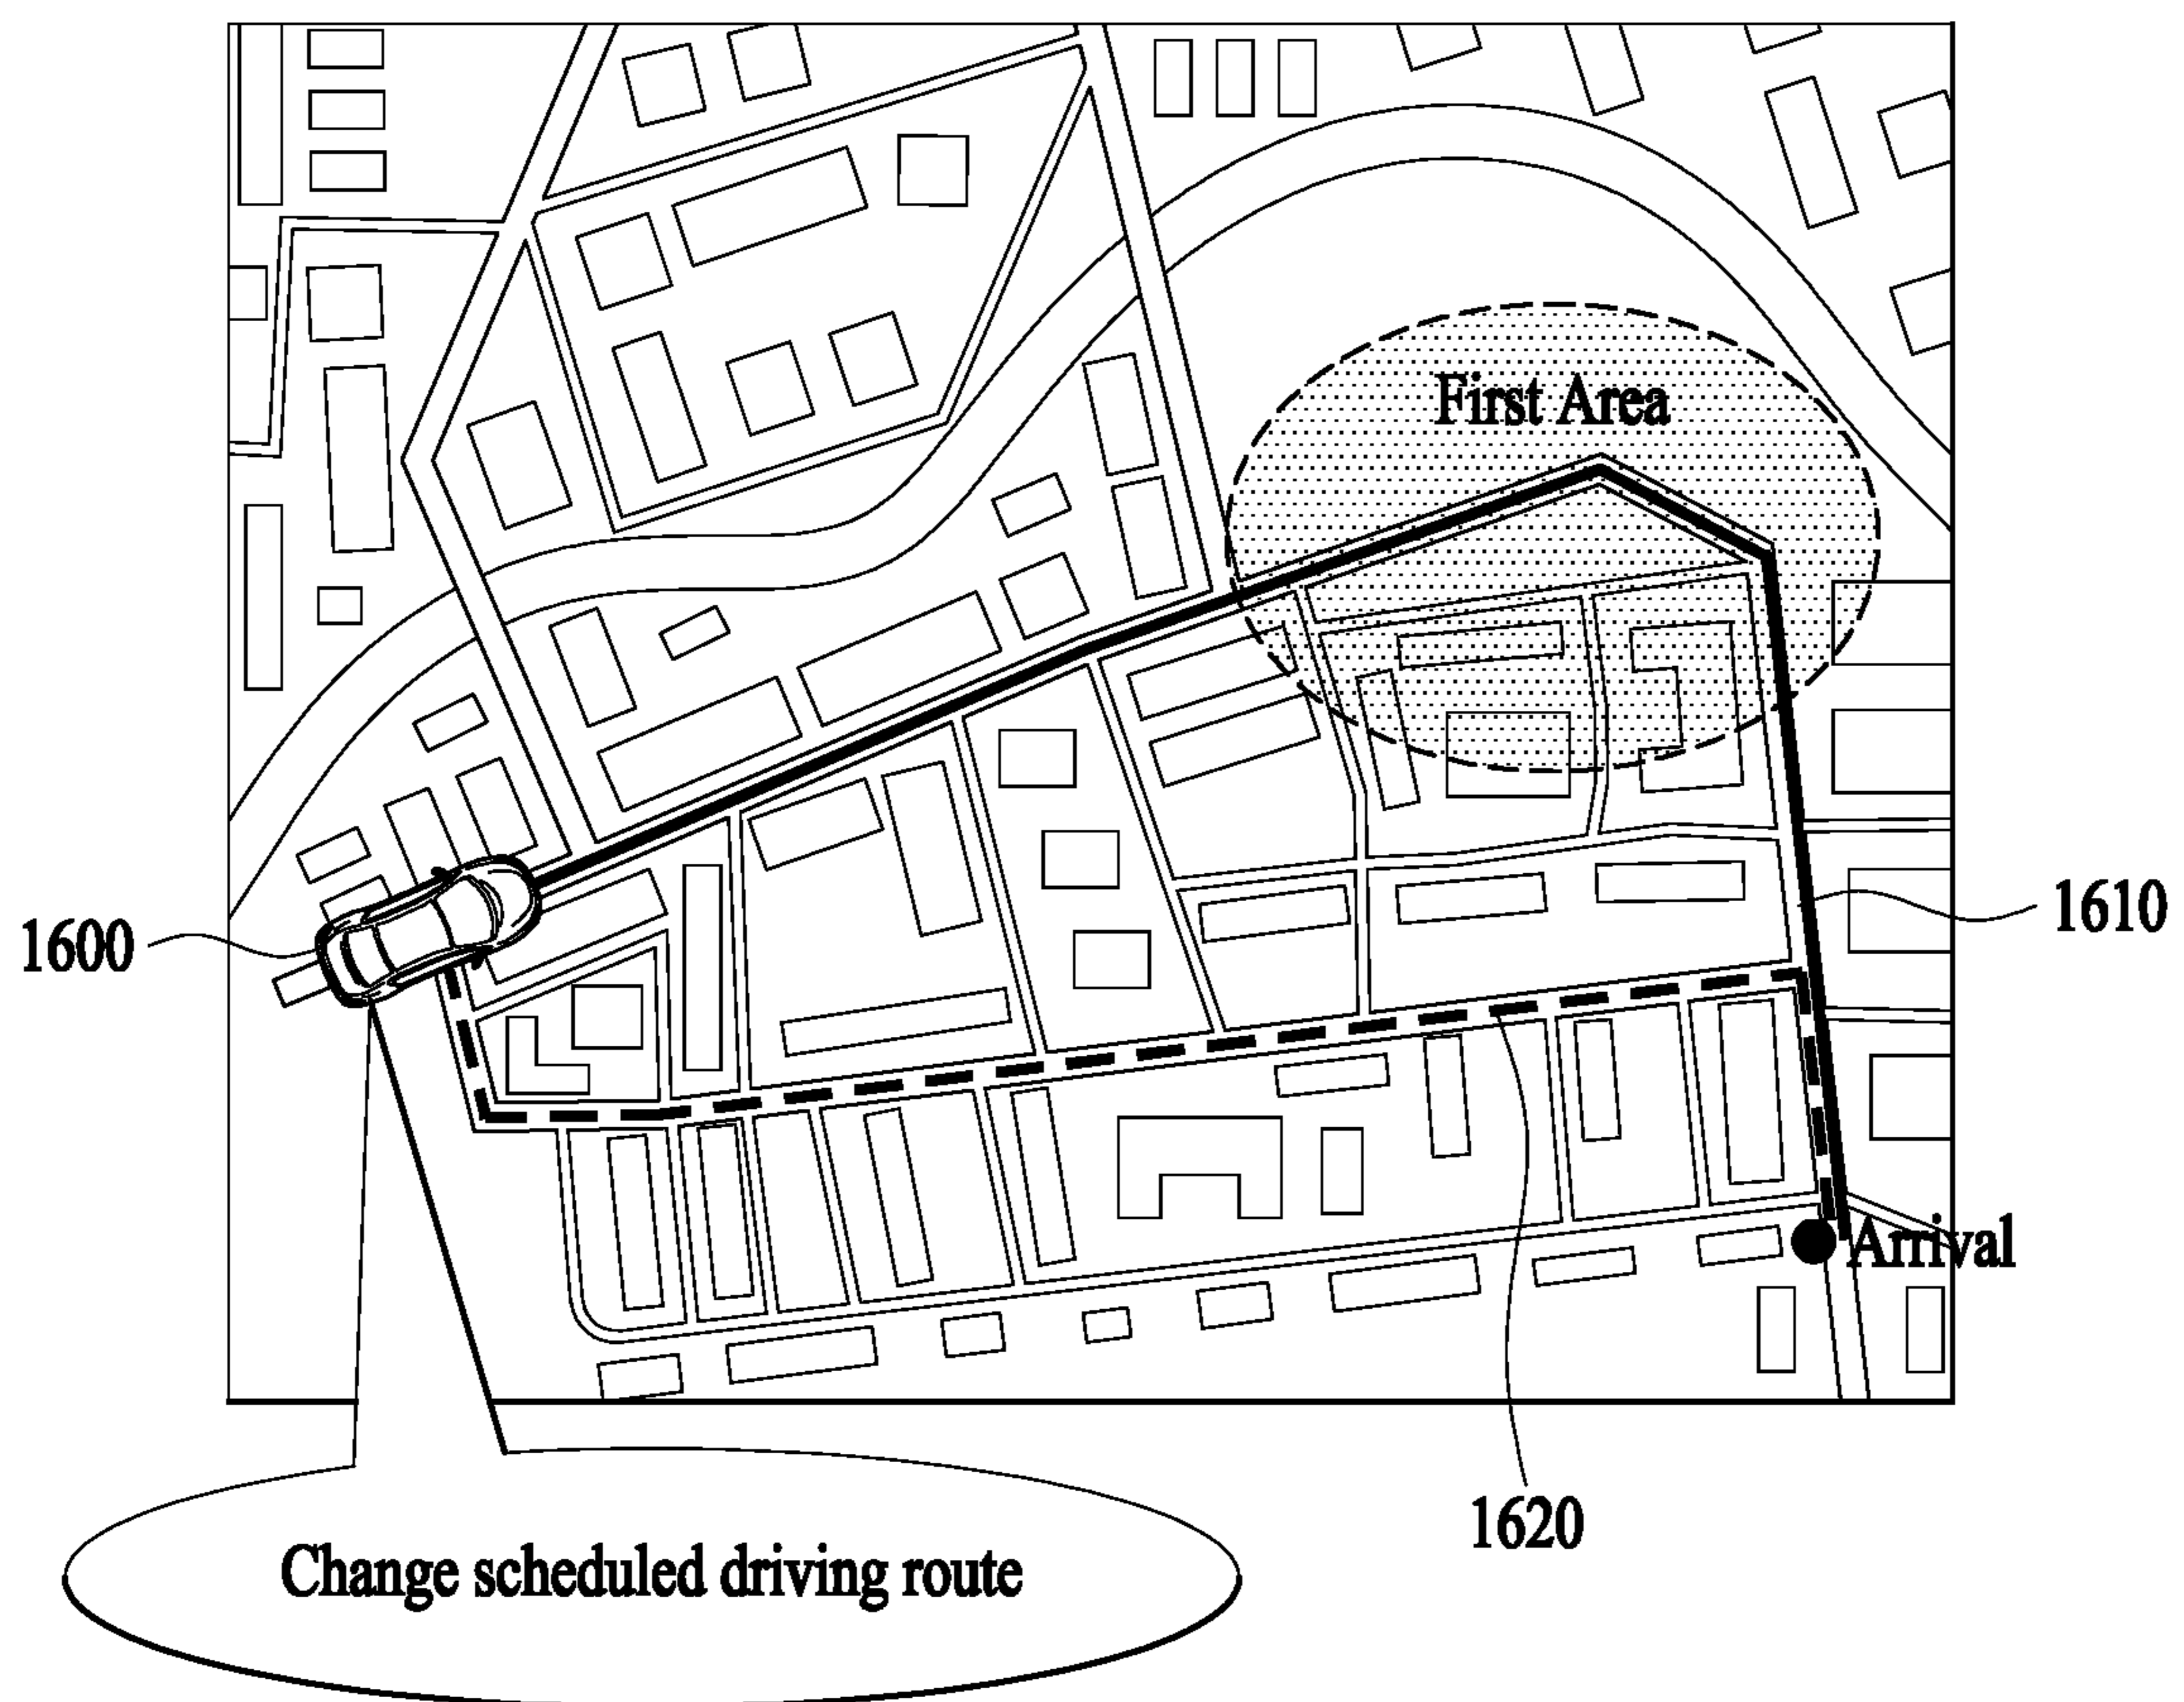 First Area
1610
1600
Arrival
1620
Change scheduled driving route